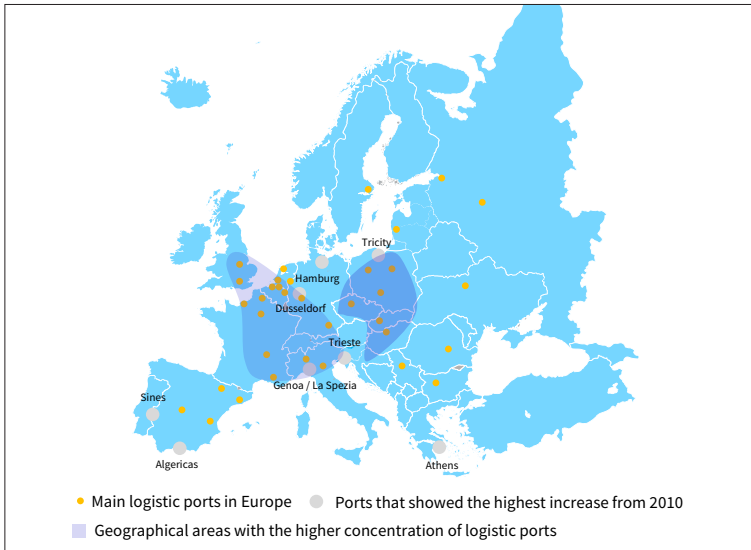 Tricity
Hamburg
Dusseldorf
Trieste
Genoa / La Spezia
Sines
Algericas
Athens
Main logistic ports in Europe
Ports that showed the highest increase from 2010
Geographical areas with the higher concentration of logistic ports